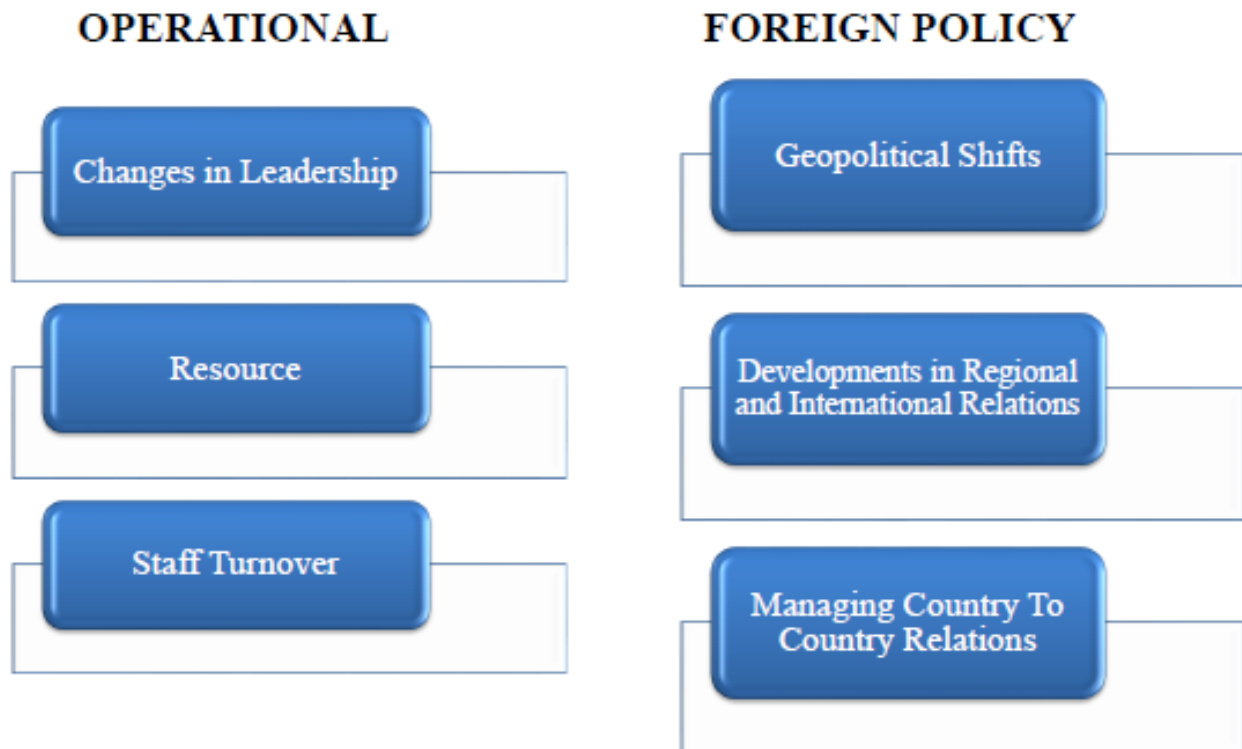 OPERATIONAL
Changes in Leadership
Resource
Staff Turnover
FOREIGN POLICY
Geopolitical Shifts
Developments in Regional
and International Relations
Managing Country To
Country Relations